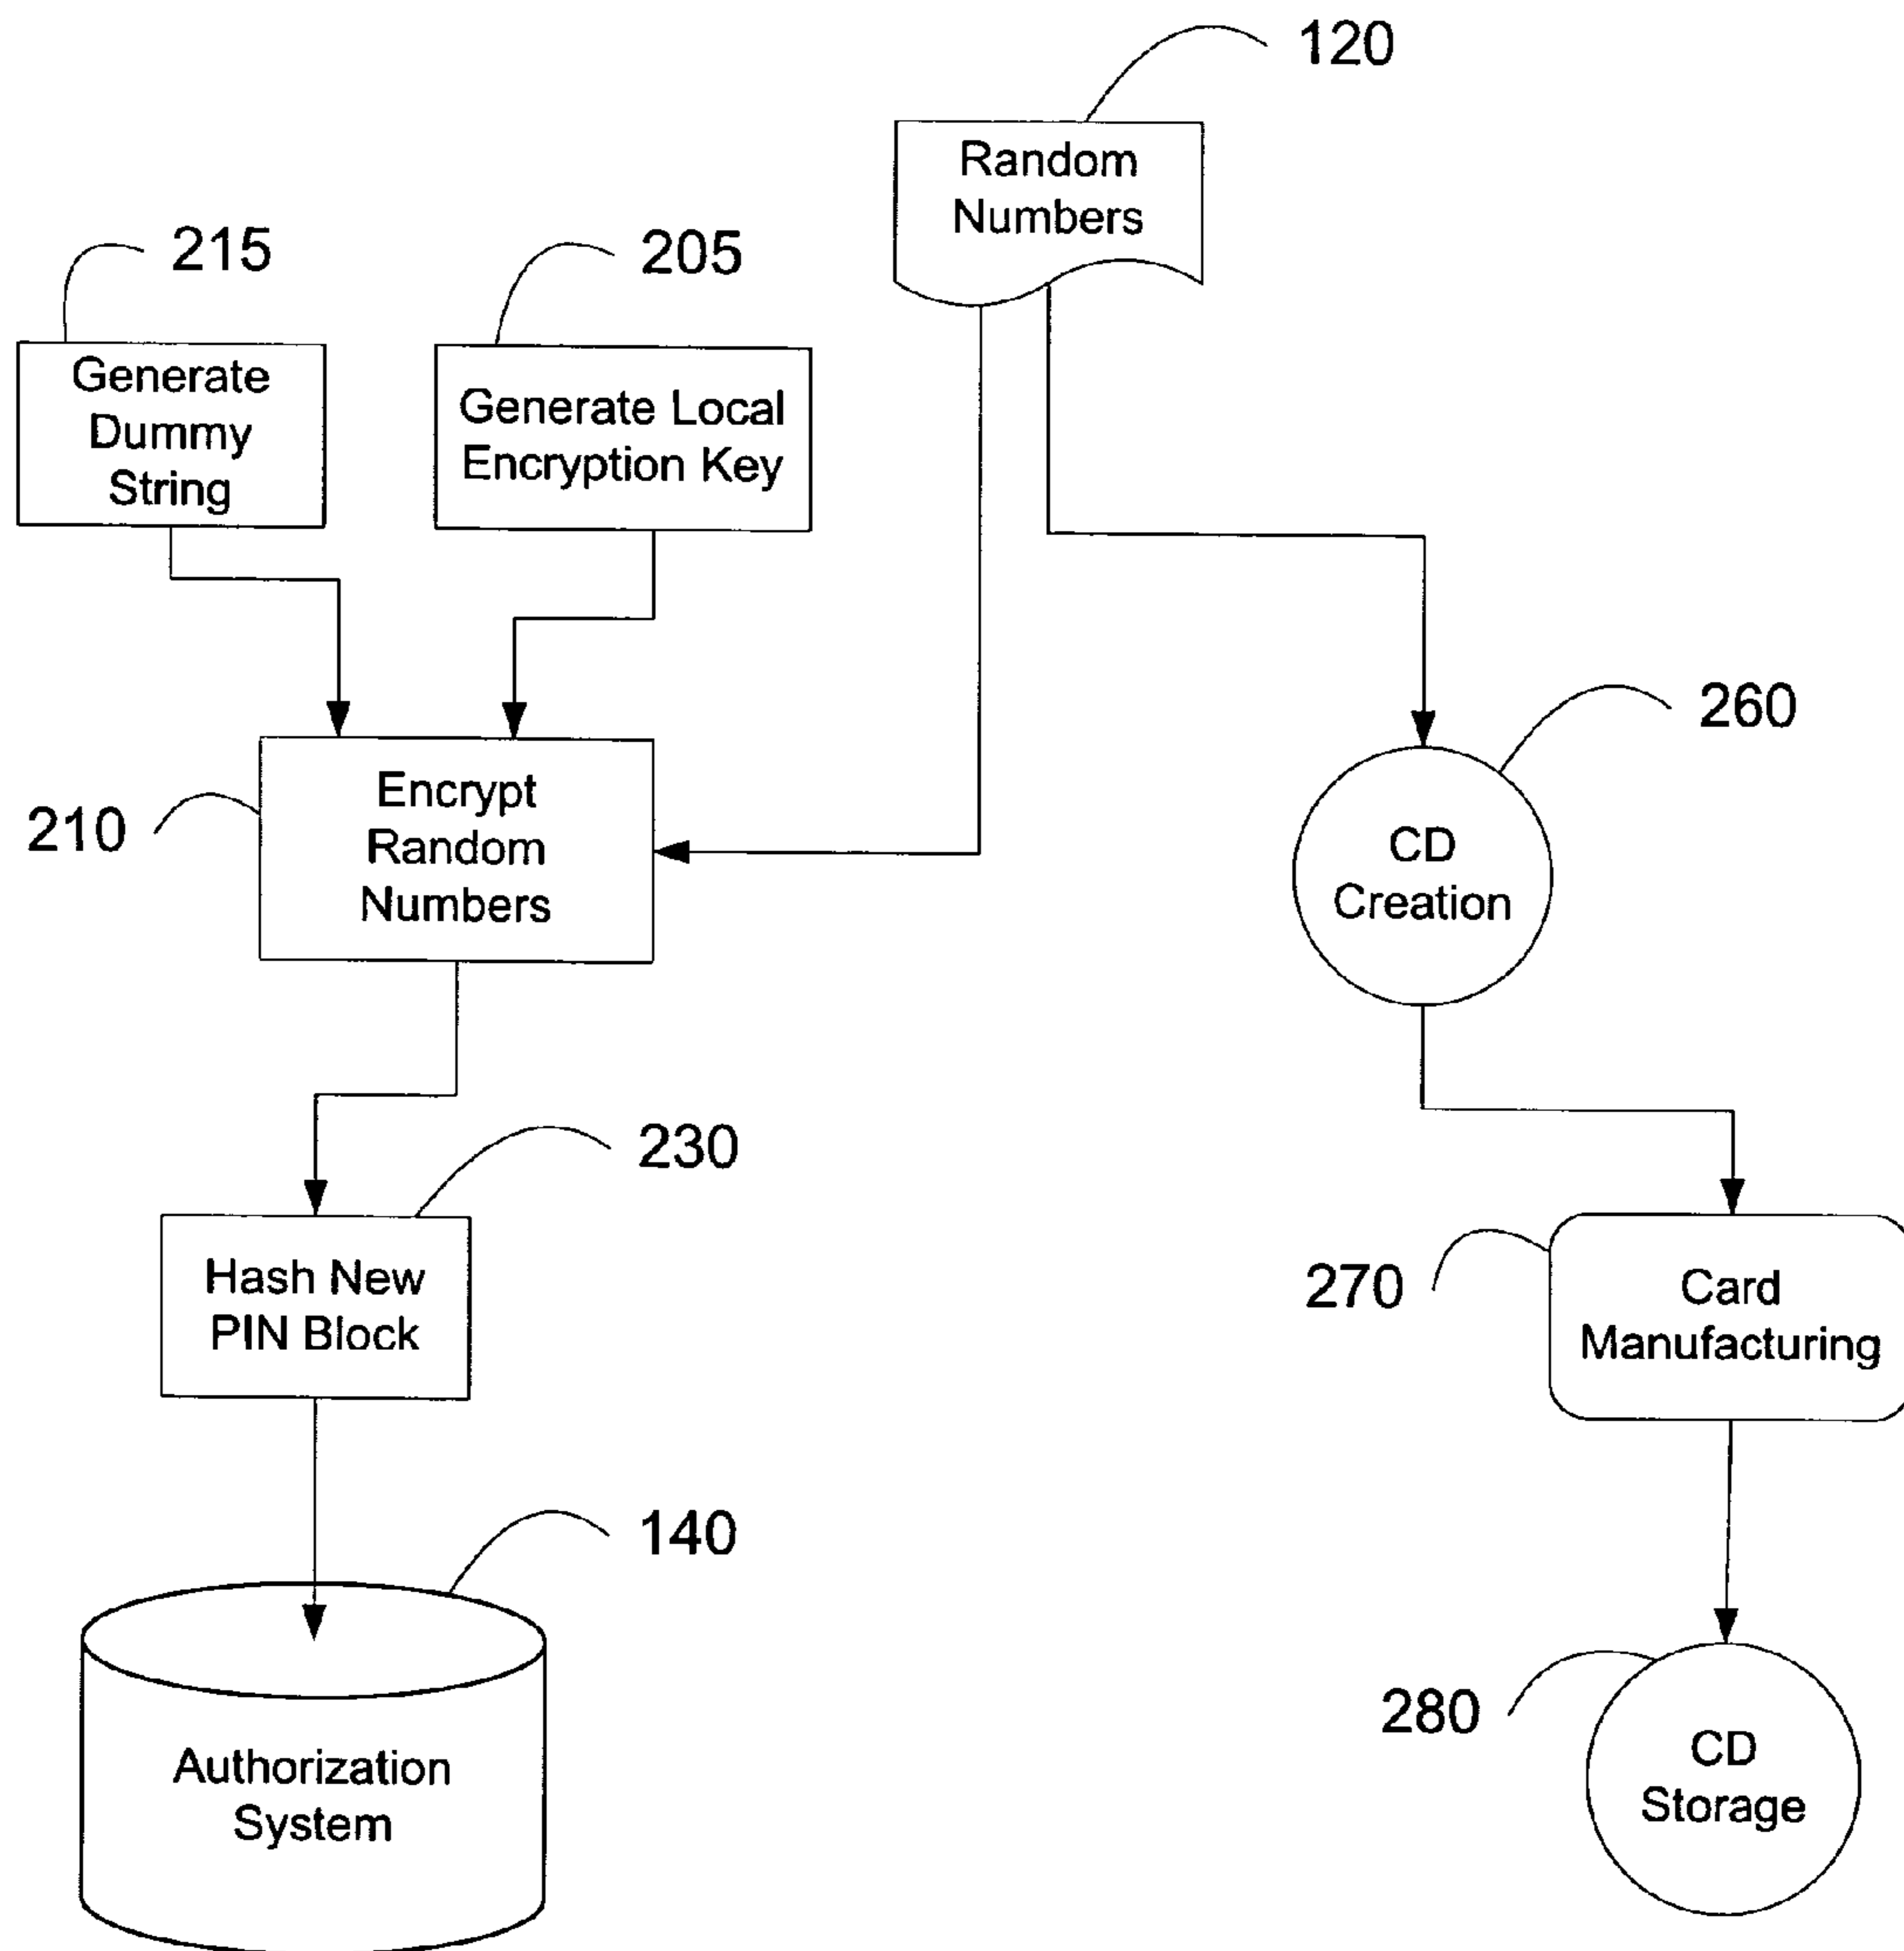 120
Random
Numbers
215
205
Generate
Dummy
String
Generate Local
Encryption Key
260
210
Encrypt
Random
Numbers
CD
Creation
230
Hash New
PIN Block
270
Card
Manufacturing
140
280
Authorization
System
CD
Storage